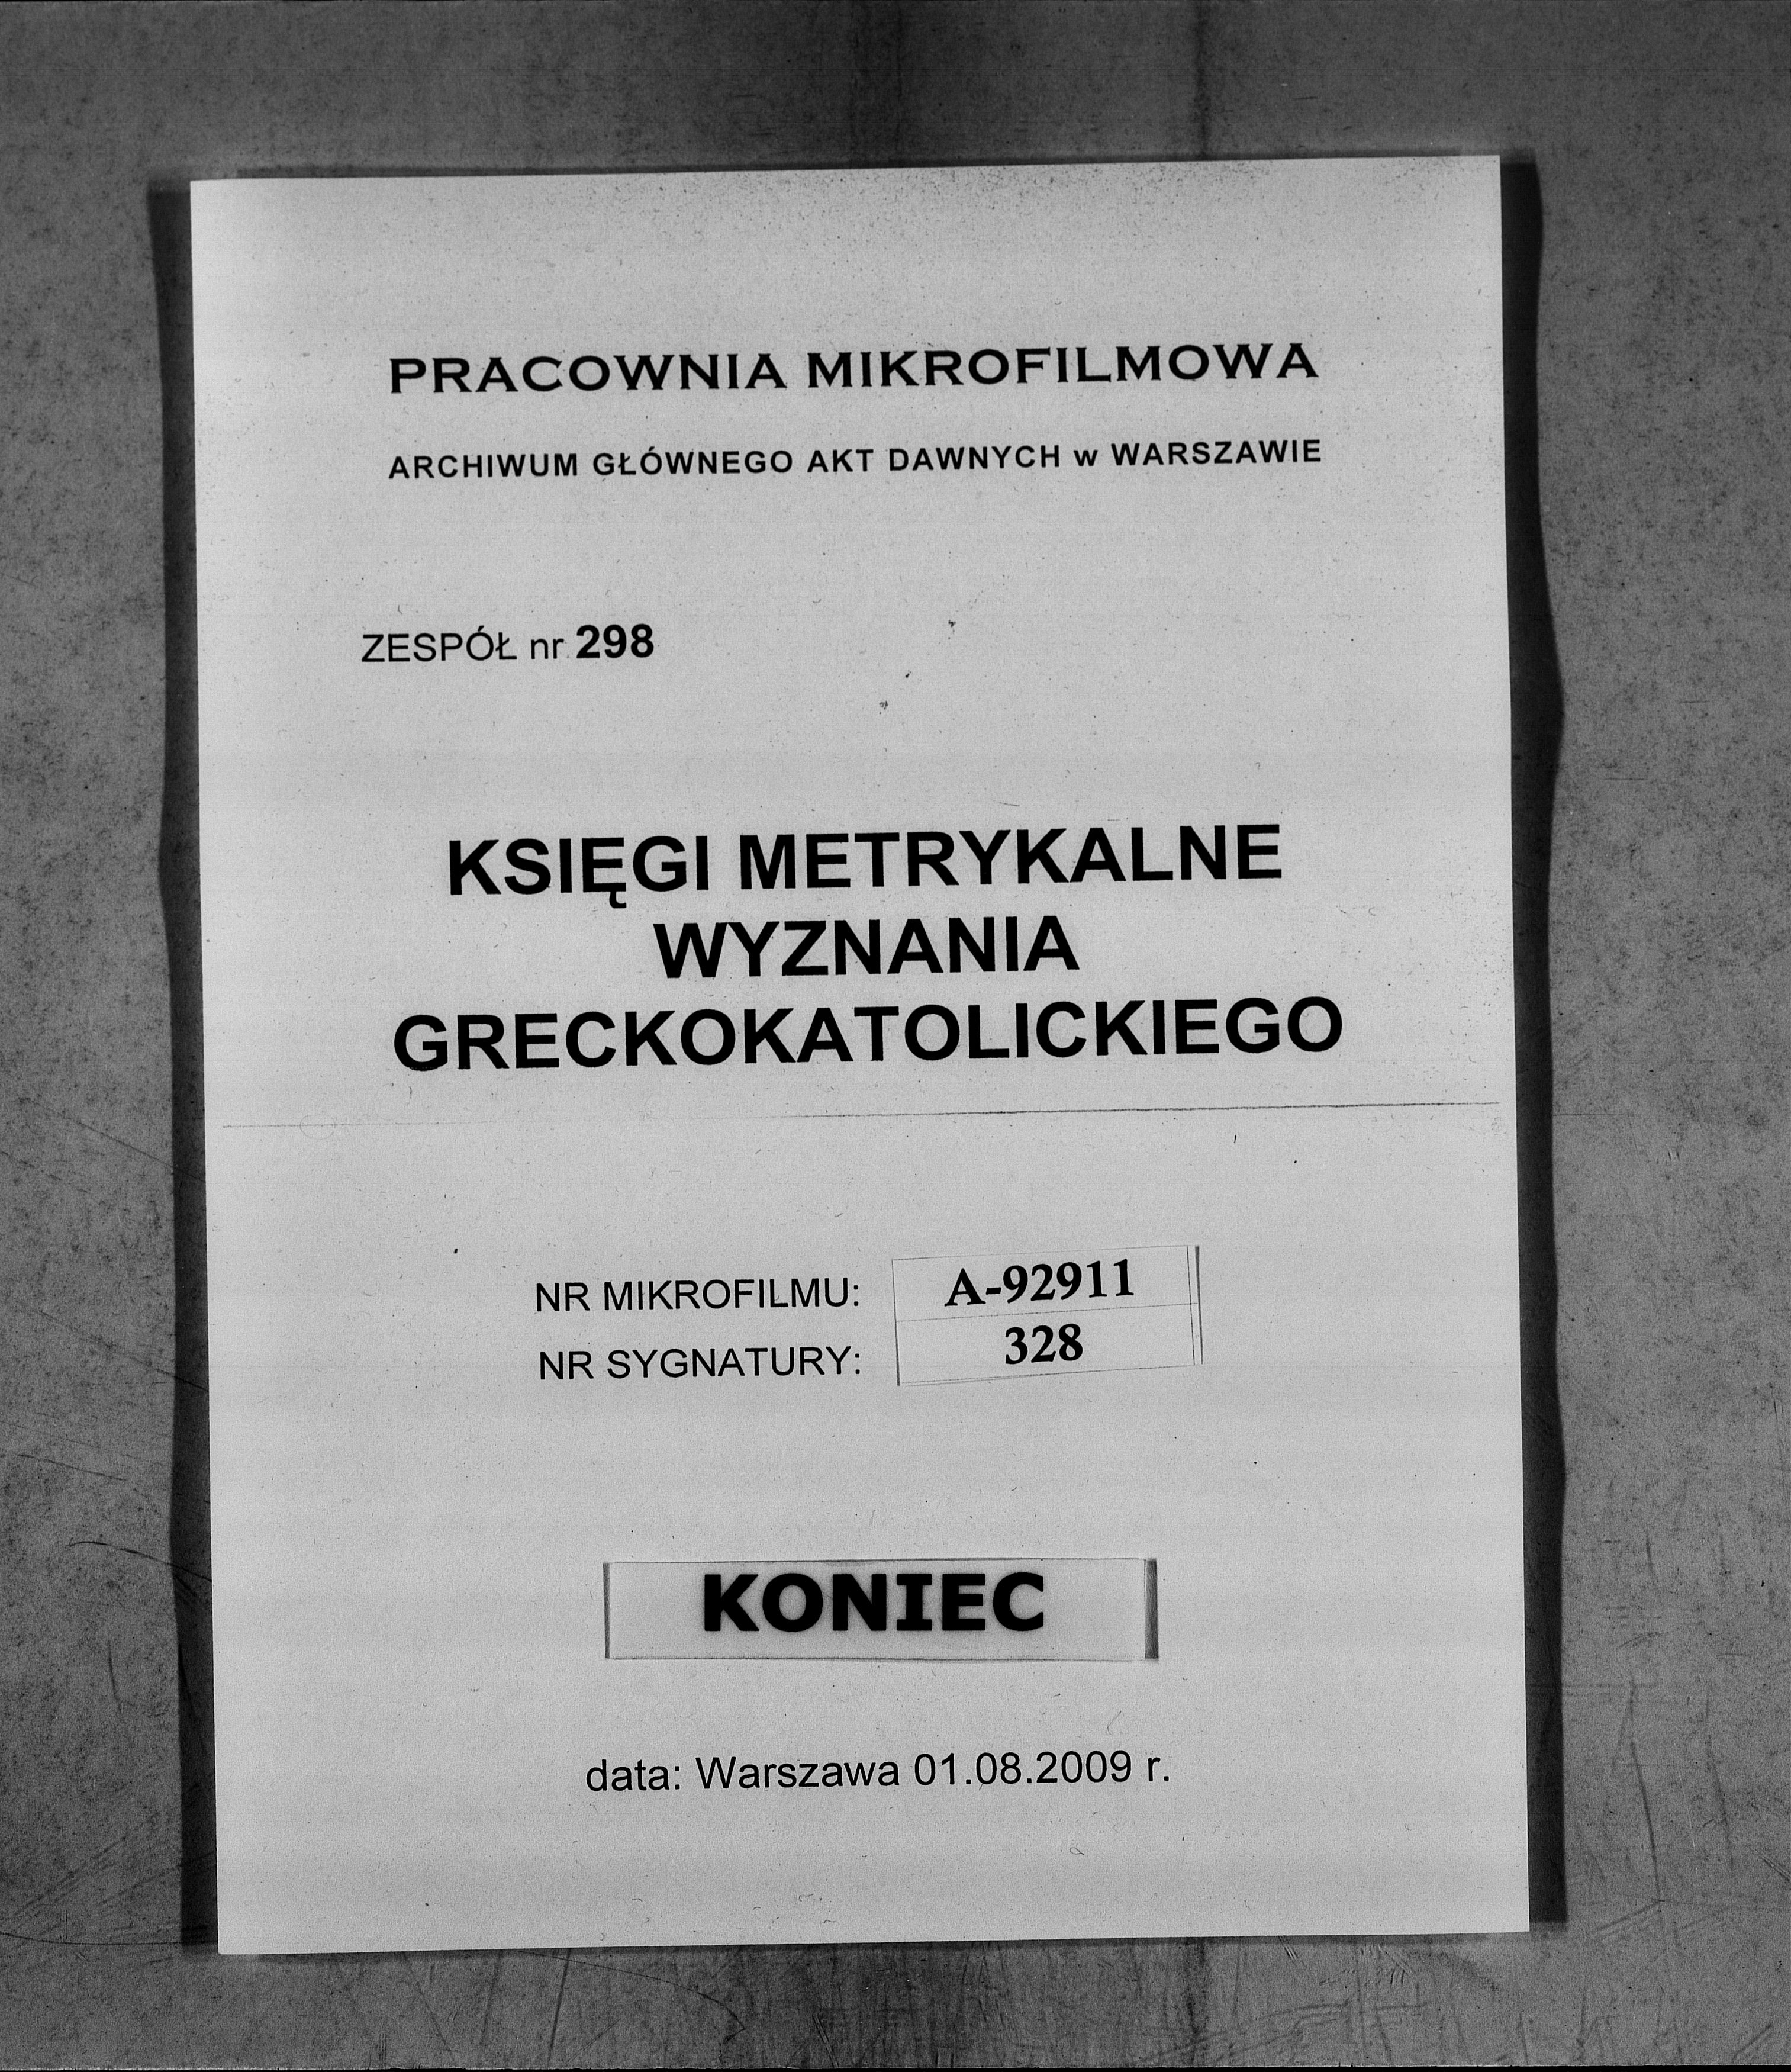 PRACOWNIA MIKROFILMOWA
ARCHIWUM GŁÓWNEGO AKT DAWNYCH w WARSZAWIE
ZESPÓŁ nr 298
KSIĘGI METRYKALNE
WYZNANIA
GRECKOKATOLICKIEGO
NR MIKROFILMU: A-92911
NR SYGNATURY: 328
KONIEC
data: Warszawa 01.08.2009 r.